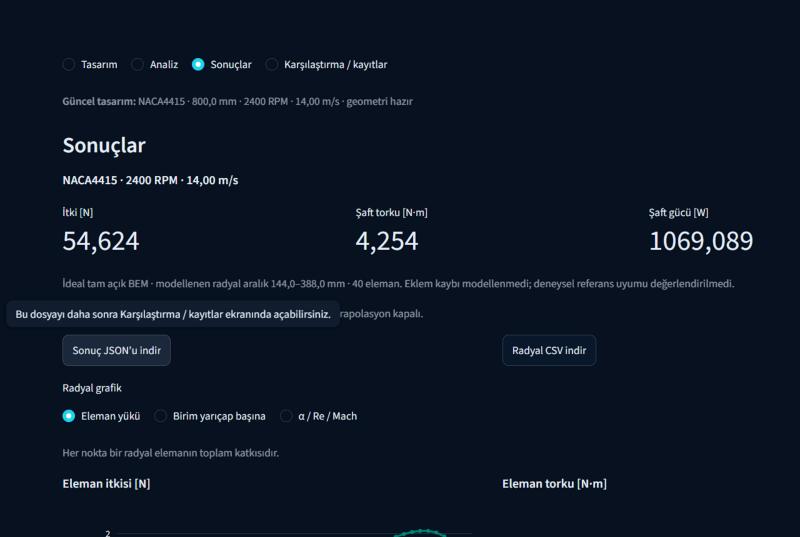 Tasarım Analiz Sonuçlar Karşılaştırma / kayıtlar
Güncel tasarım: NACA4415 · 800,0 mm · 2400 RPM · 14,00 m/s · geometri hazır
Sonuçlar
NACA4415 · 2400 RPM · 14,00 m/s
İtki [N] Şaft torku [N·m] Şaft gücü [W]
54,624 4,254 1069,089
İdeal tam açık BEM · modellenen radyal aralık 144,0–388,0 mm · 40 eleman. Eklem kaybı modellenmedi; deneysel referans uyumu değerlendirilmedi.
Bu dosyayı daha sonra Karşılaştırma / kayıtlar ekranında açabilirsiniz. rapolasyon kapalı.
Sonuç JSON'u indir Radyal CSV indir
Radyal grafik
Eleman yükü Birim yarıçap başına α / Re / Mach
Her nokta bir radyal elemanın toplam katkısıdır.
Eleman itkisi [N] Eleman torku [N·m]
2